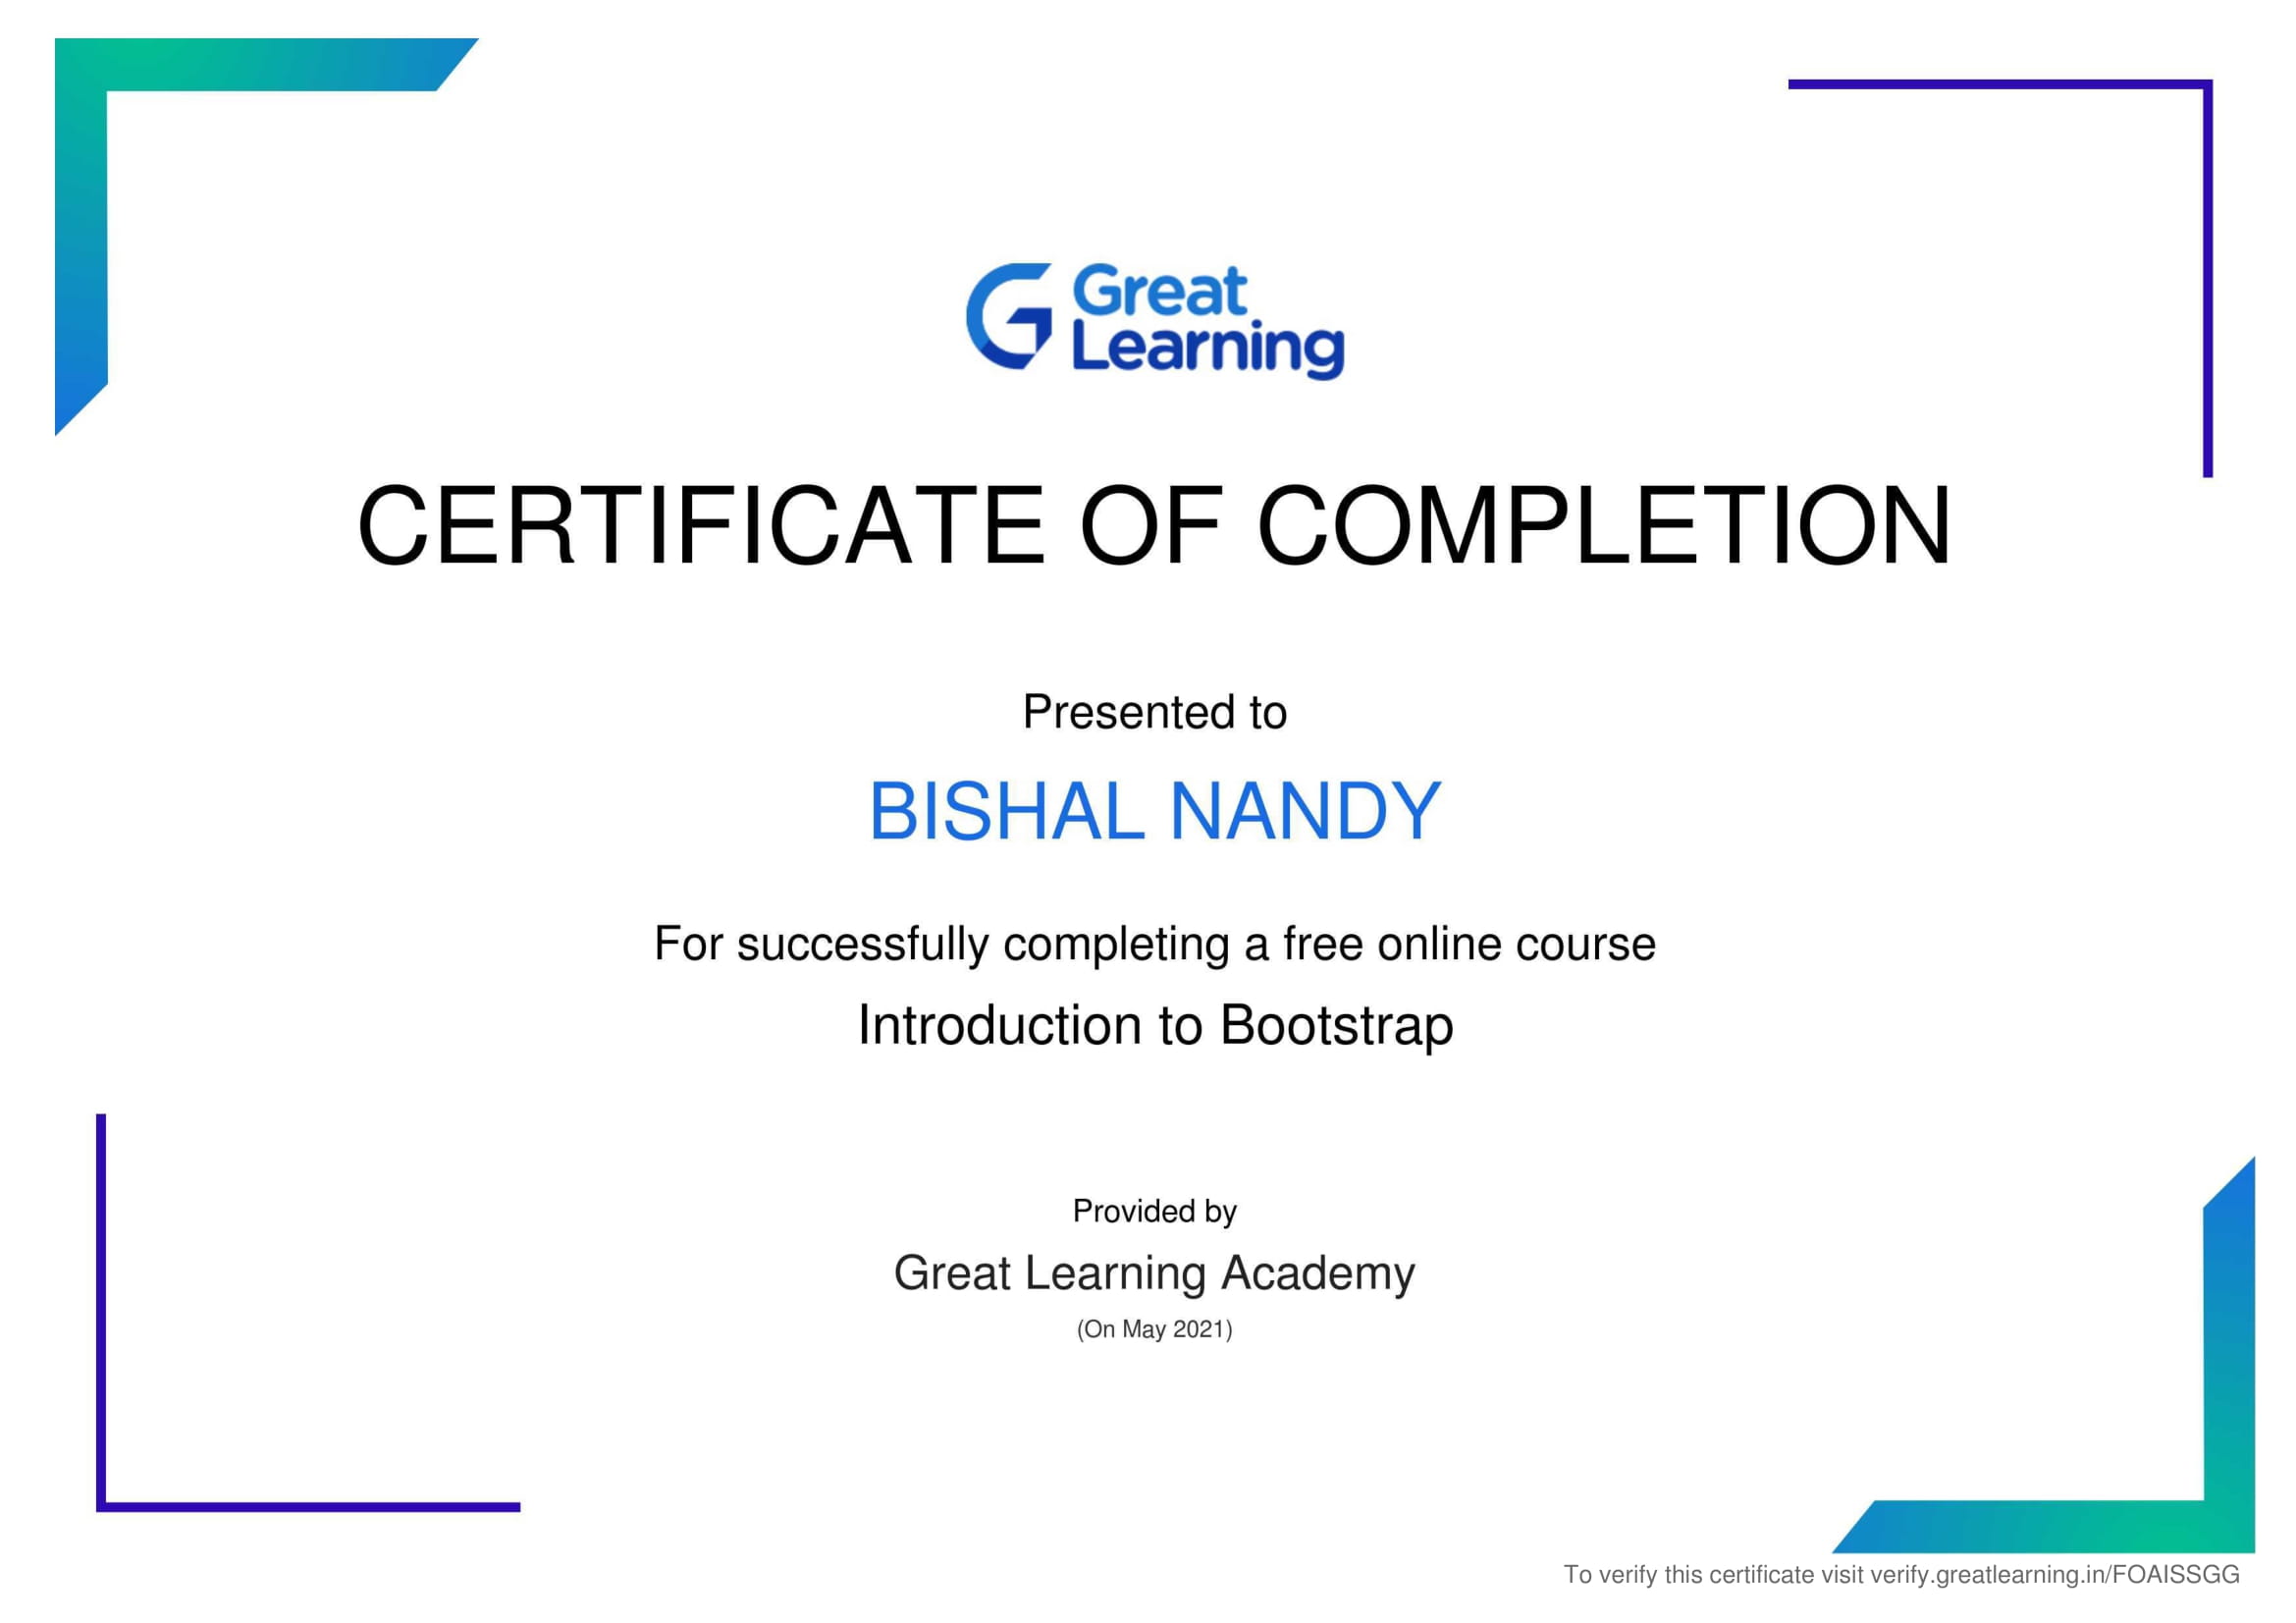 Great
Learning
CERTIFICATE OF COMPLETION
Presented to
BISHAL NANDY
For successfully completing a free online course
Introduction to Bootstrap
Provided by
Great Learning Academy
(On May 2021)
To verify this certificate visit verify.greatlearning.in/FOAISSGG